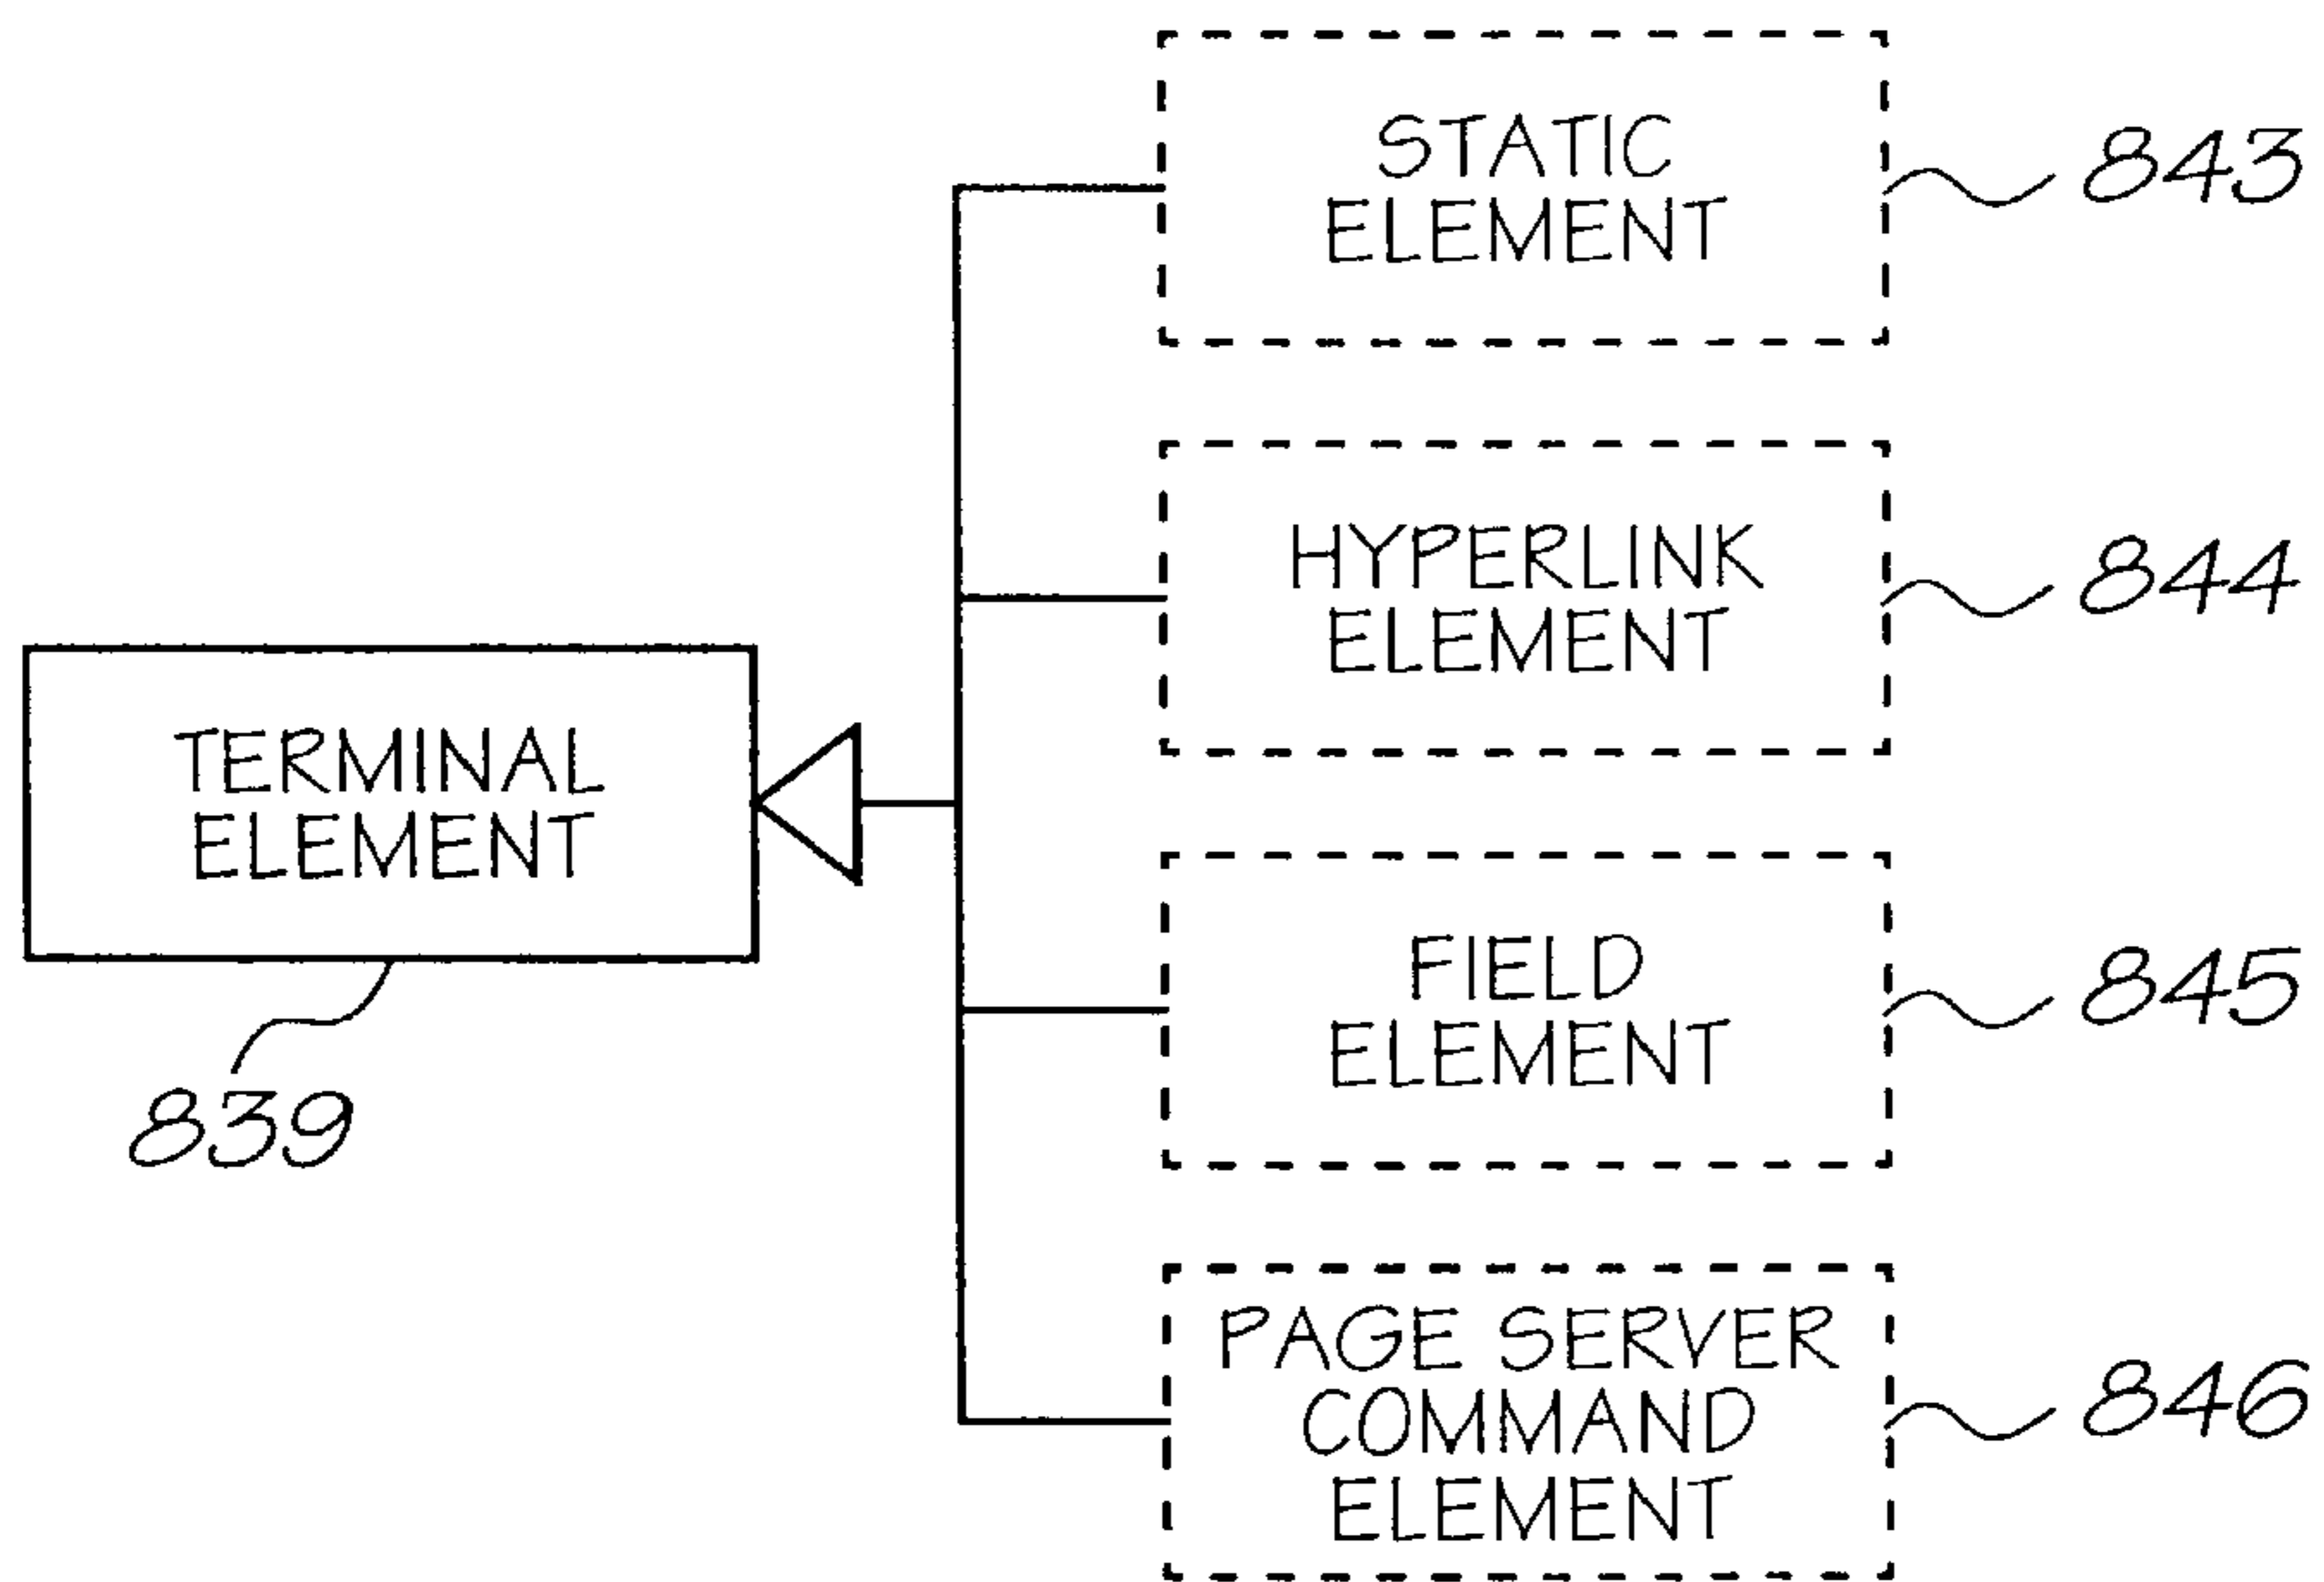 STATIC
ELEMENT
843
HYPERLINK
ELEMENT
844
TERMINAL
ELEMENT
839
FIELD
ELEMENT
845
PAGE SERVER
COMMAND
ELEMENT
846